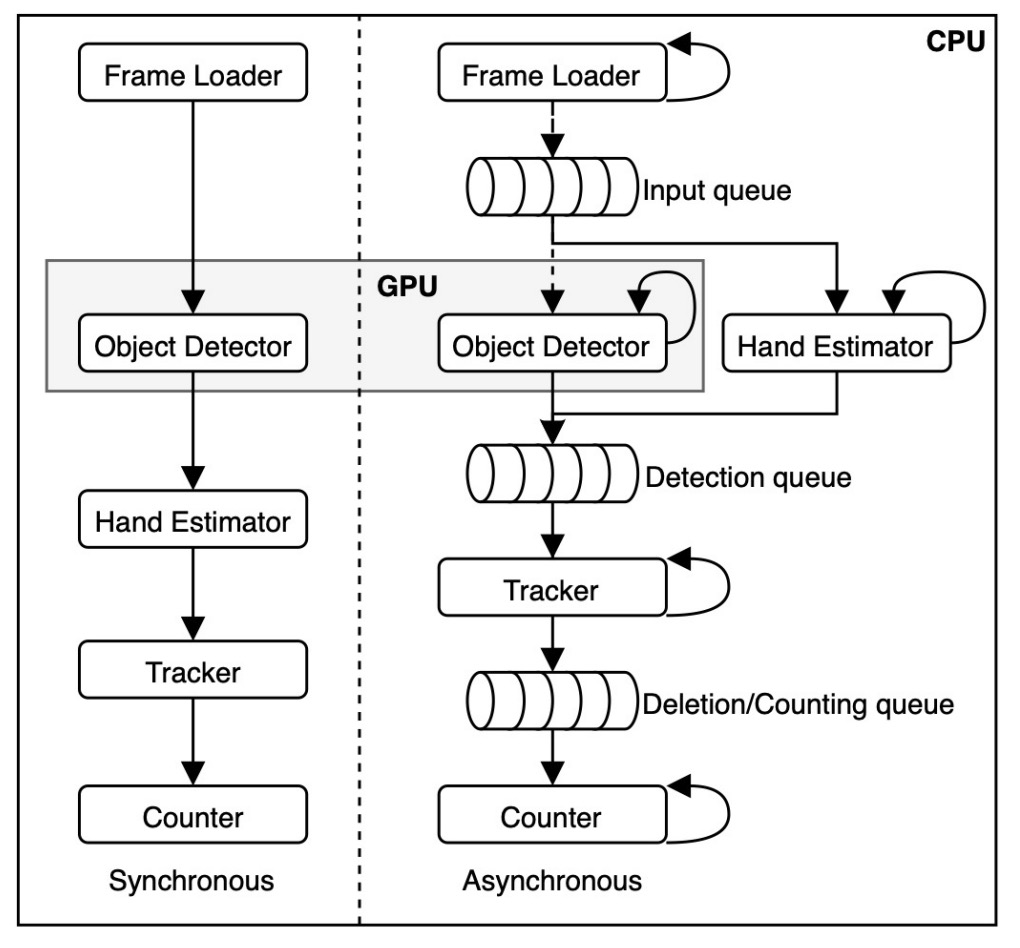 CPU
Frame Loader
Object Detector
Hand Estimator
Tracker
Counter
Synchronous
GPU
Frame Loader
Input queue
Object Detector
Hand Estimator
Detection queue
Tracker
Deletion/Counting queue
Counter
Asynchronous